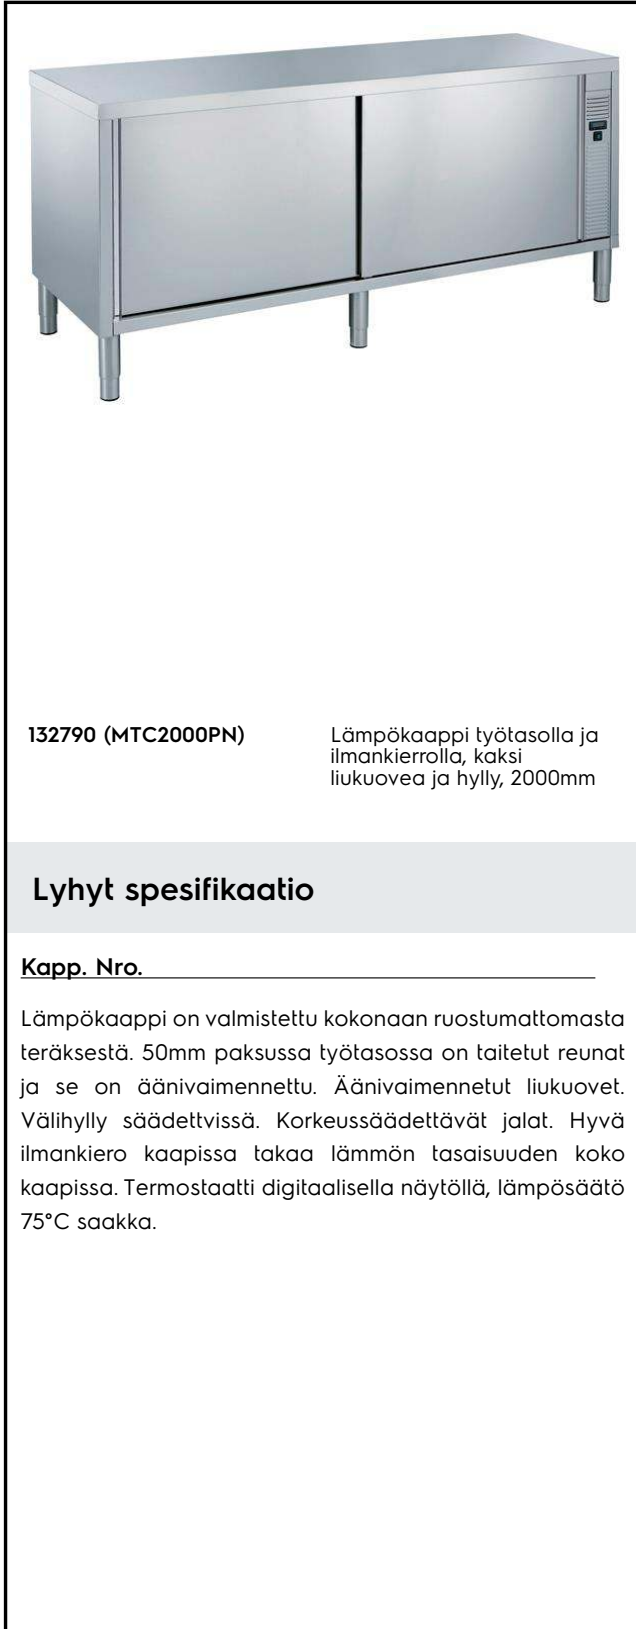 132790 (MTC2000PN)
Lämpökaappi työtasolla ja
ilmankierrolla, kaksi
liukuovea ja hylly, 2000mm
Lyhyt spesifikaatio
Kapp. Nro.
Lämpökaappi on valmistettu kokonaan ruostumattomasta
teräksestä. 50mm paksussa työtasossa on taitetut reunat
ja se on äänivaimennettu. Äänivaimennetut liukuovet.
Välihylly säädettvissä. Korkeussäädettävät jalat. Hyvä
ilmankiero kaapissa takaa lämmön tasaisuuden koko
kaapissa. Termostaatti digitaalisella näytöllä, lämpösäätö
75°C saakka.